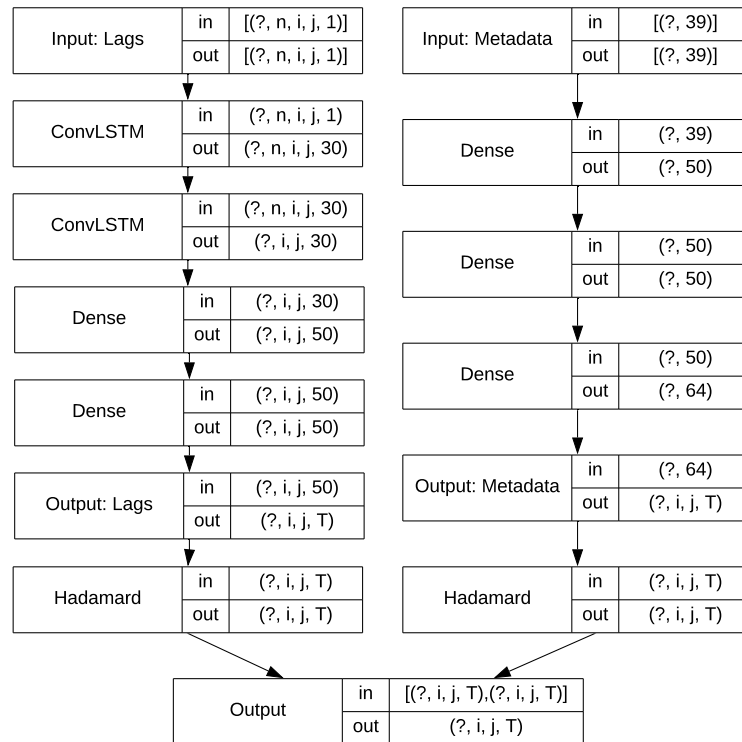 Input: Lags
in [(?, n, i, j, 1)]
out [(?, n, i, j, 1)]
ConvLSTM
in (?, n, i, j, 1)
out (?, n, i, j, 30)
ConvLSTM
in (?, n, i, j, 30)
out (?, i, j, 30)
Dense
in (?, i, j, 30)
out (?, i, j, 50)
Dense
in (?, i, j, 50)
out (?, i, j, 50)
Output: Lags
in (?, i, j, 50)
out (?, i, j, T)
Hadamard
in (?, i, j, T)
out (?, i, j, T)
Input: Metadata
in [(?, 39)]
out [(?, 39)]
Dense
in (?, 39)
out (?, 50)
Dense
in (?, 50)
out (?, 50)
Dense
in (?, 50)
out (?, 64)
Output: Metadata
in (?, 64)
out (?, i, j, T)
Hadamard
in (?, i, j, T)
out (?, i, j, T)
Output
in [(?, i, j, T),(?, i, j, T)]
out (?, i, j, T)